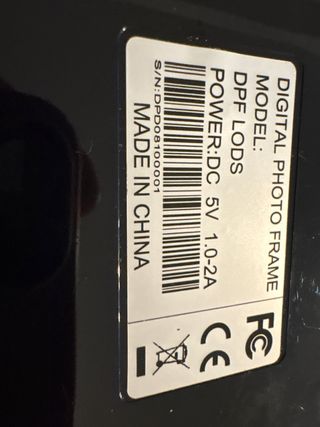 DIGITAL PHOTO FRAME
MODEL:
DPF LODS
POWER:DC 5V 1.0-2A
S/N:DPD08100001
MADE IN CHINA
FC
CE